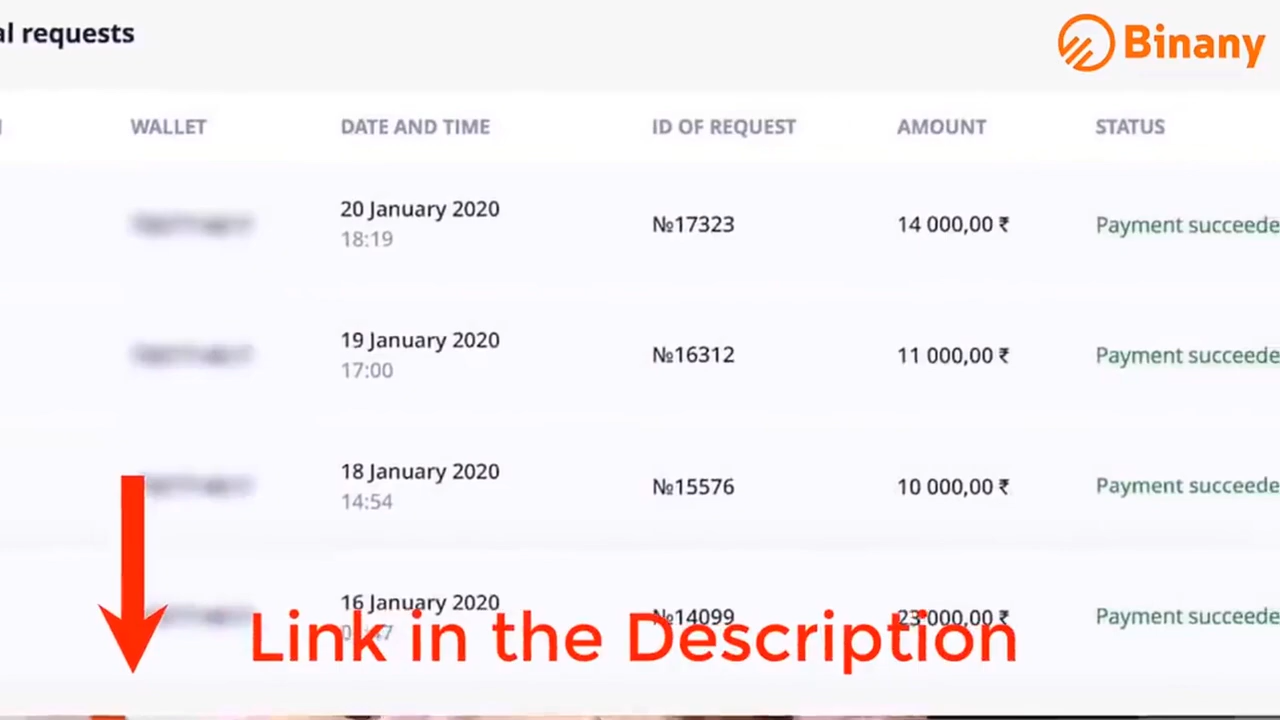 al requests
Binany
WALLET DATE AND TIME ID OF REQUEST AMOUNT STATUS
20 January 2020
18:19
№17323 14 000,00 ₹ Payment succeede
19 January 2020
17:00
№16312 11 000,00 ₹ Payment succeede
18 January 2020
14:54
№15576 10 000,00 ₹ Payment succeede
16 January 2020
№14099 23 000,00 ₹ Payment succeede
Link in the Description